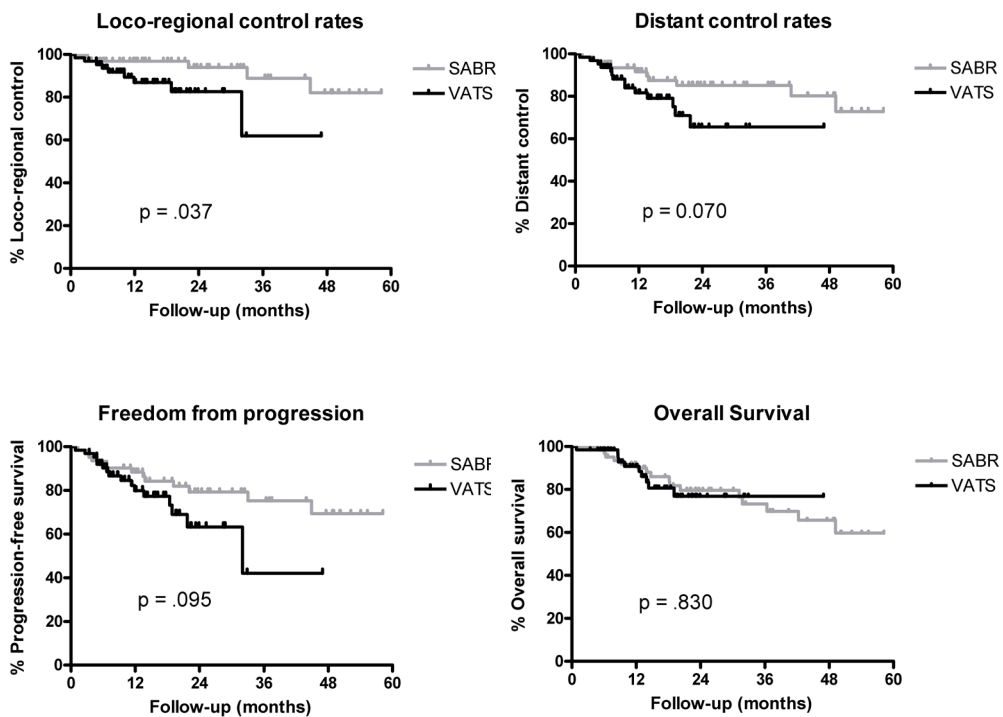 Loco-regional control rates
% Loco-regional control
100
80
60
40
20
0
p = .037
SABR
VATS
0 12 24 36 48 60
Follow-up (months)
Distant control rates
% Distant control
100
80
60
40
20
0
p = 0.070
SABR
VATS
0 12 24 36 48 60
Follow-up (months)
Freedom from progression
% Progression-free survival
100
80
60
40
20
0
p = .095
SABR
VATS
0 12 24 36 48 60
Follow-up (months)
Overall Survival
% Overall survival
100
80
60
40
20
0
p = .830
SABR
VATS
0 12 24 36 48 60
Follow-up (months)